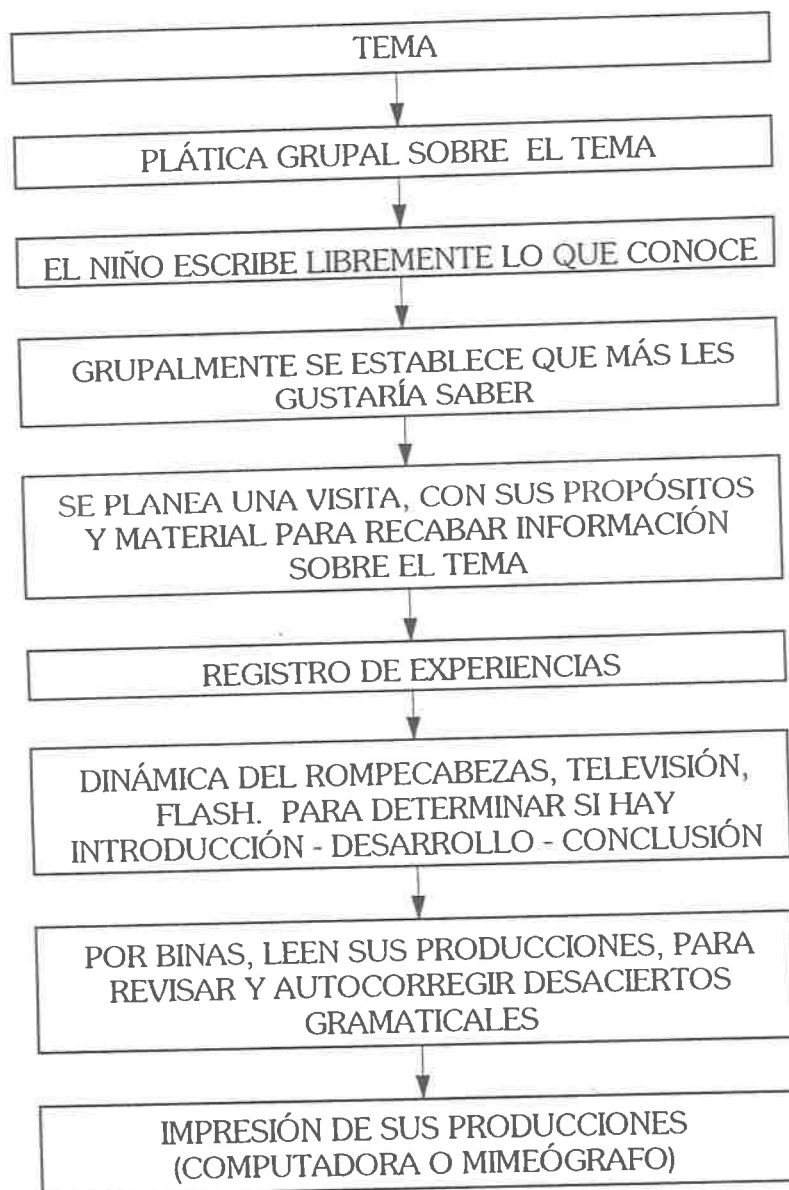 TEMA
PLÁTICA GRUPAL SOBRE EL TEMA
EL NIÑO ESCRIBE LIBREMENTE LO QUE CONOCE
GRUPALMENTE SE ESTABLECE QUE MÁS LES
GUSTARÍA SABER
SE PLANEA UNA VISITA, CON SUS PROPÓSITOS
Y MATERIAL PARA RECABAR INFORMACIÓN
SOBRE EL TEMA
REGISTRO DE EXPERIENCIAS
DINÁMICA DEL ROMPECABEZAS, TELEVISIÓN,
FLASH. PARA DETERMINAR SI HAY
INTRODUCCIÓN - DESARROLLO - CONCLUSIÓN
POR BINAS, LEEN SUS PRODUCCIONES, PARA
REVISAR Y AUTOCORREGIR DESACIERTOS
GRAMATICALES
IMPRESIÓN DE SUS PRODUCCIONES
(COMPUTADORA O MIMEÓGRAFO)